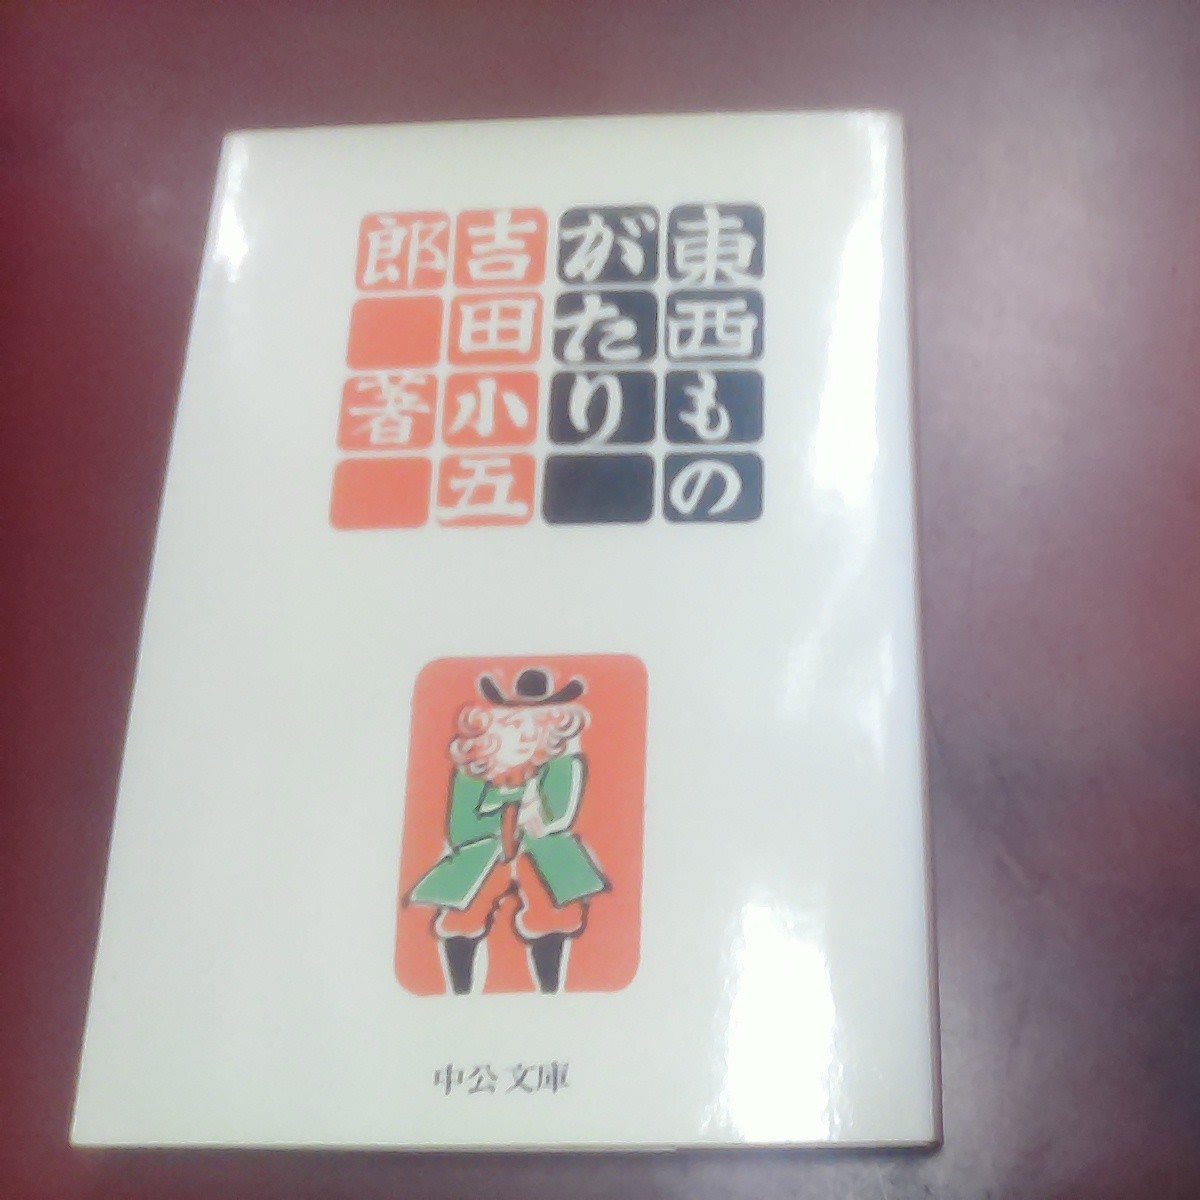 東西もの
がたり
吉田小五
郎 著
中公文庫